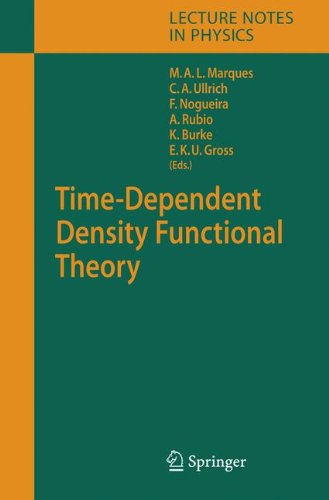 LECTURE NOTES
IN PHYSICS
M. A. L. Marques
C. A. Ullrich
F. Nogueira
A. Rubio
K. Burke
E. K. U. Gross
(Eds.)
Time-Dependent
Density Functional
Theory
Springer